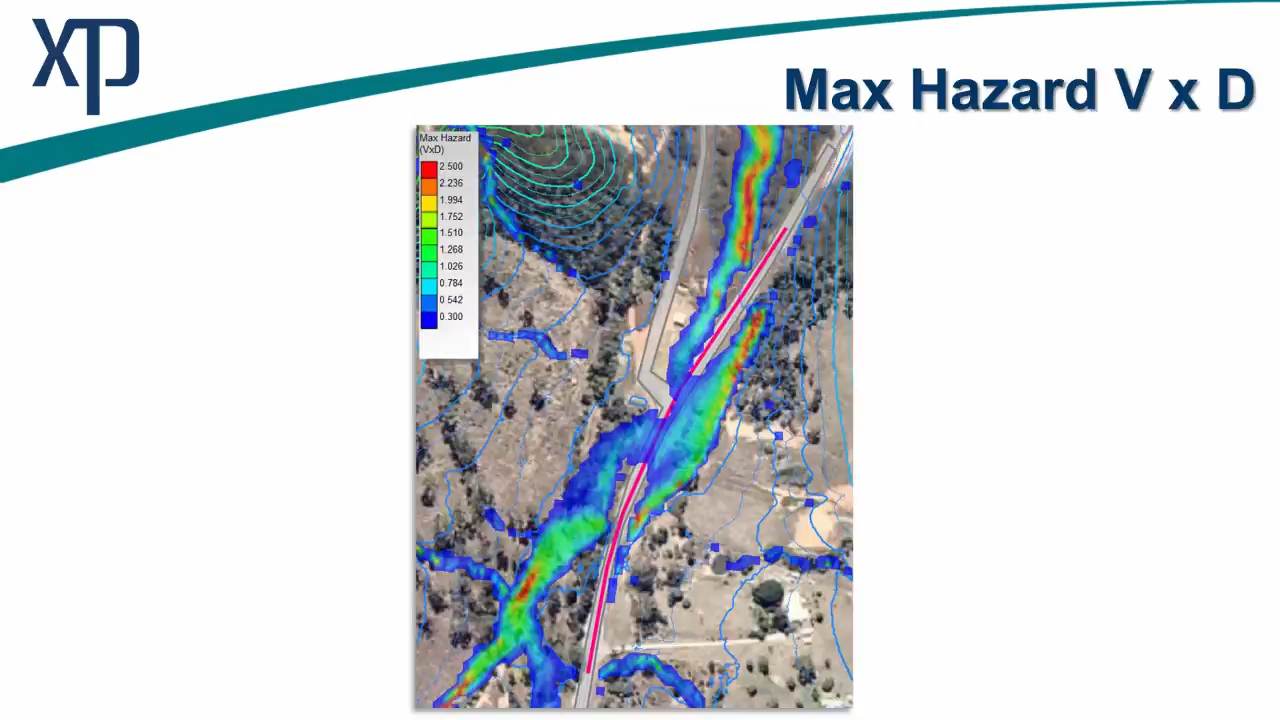 xp
Max Hazard V x D
Max Hazard
(VxD)
2.500
2.236
1.994
1.752
1.510
1.268
1.026
0.784
0.542
0.300